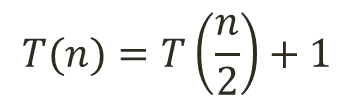 T(n) = T(n/2) + 1